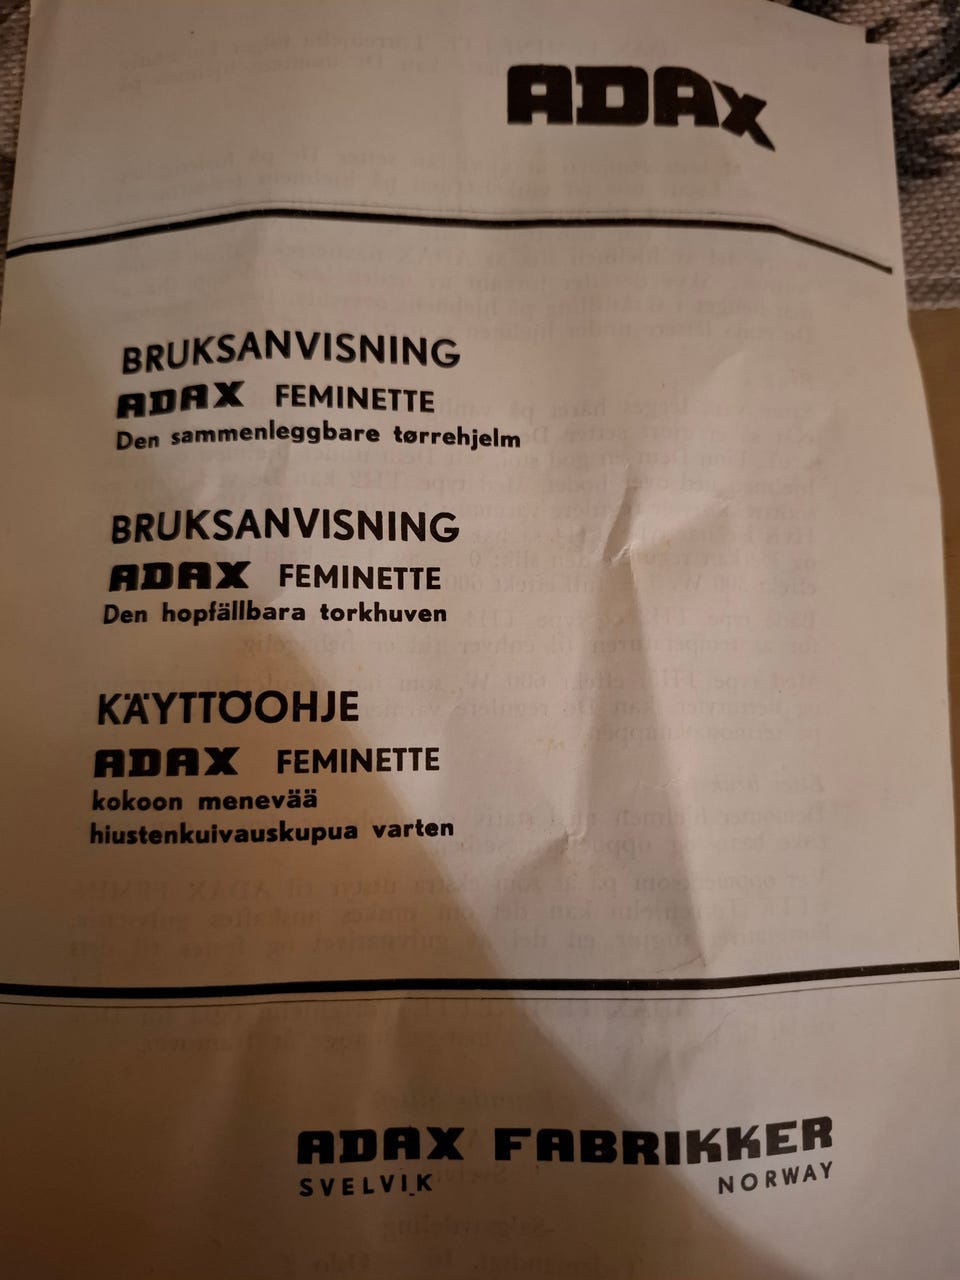 ADAX
BRUKSANVISNING
ADAX FEMINETTE
Den sammenleggbare tørrehjelm
BRUKSANVISNING
ADAX FEMINETTE
Den hopfällbara torkhuven
KÄYTTÖOHJE
ADAX FEMINETTE
kokoon menevää
hiustenkuivauskupua varten
ADAX FABRIKKER
SVELVIK NORWAY